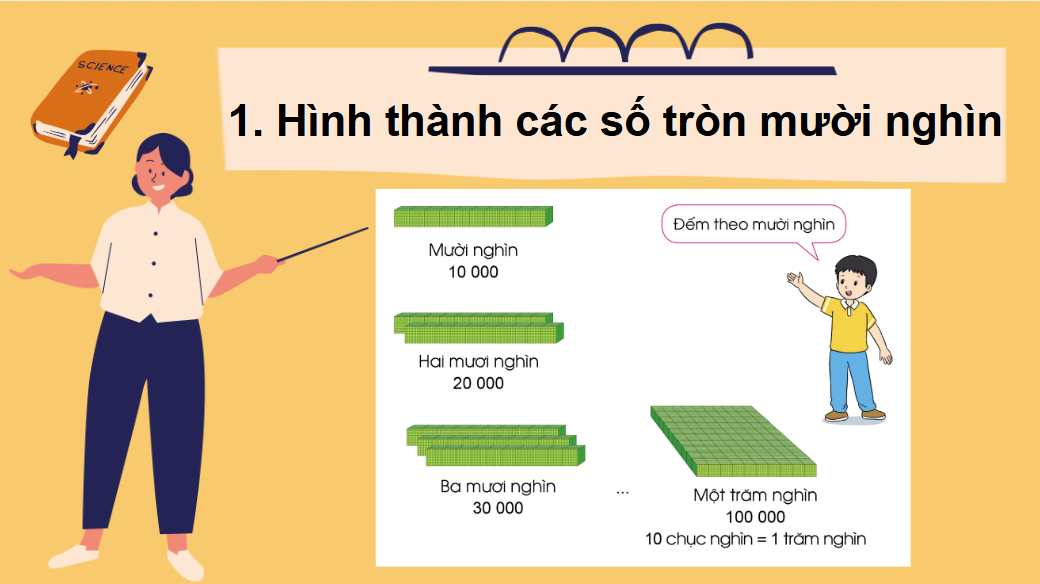 SCIENCE
1. Hình thành các số tròn mười nghìn
Mười nghìn
10 000
Đếm theo mười nghìn
Hai mươi nghìn
20 000
Ba mươi nghìn
30 000
...
Một trăm nghìn
100 000
10 chục nghìn = 1 trăm nghìn